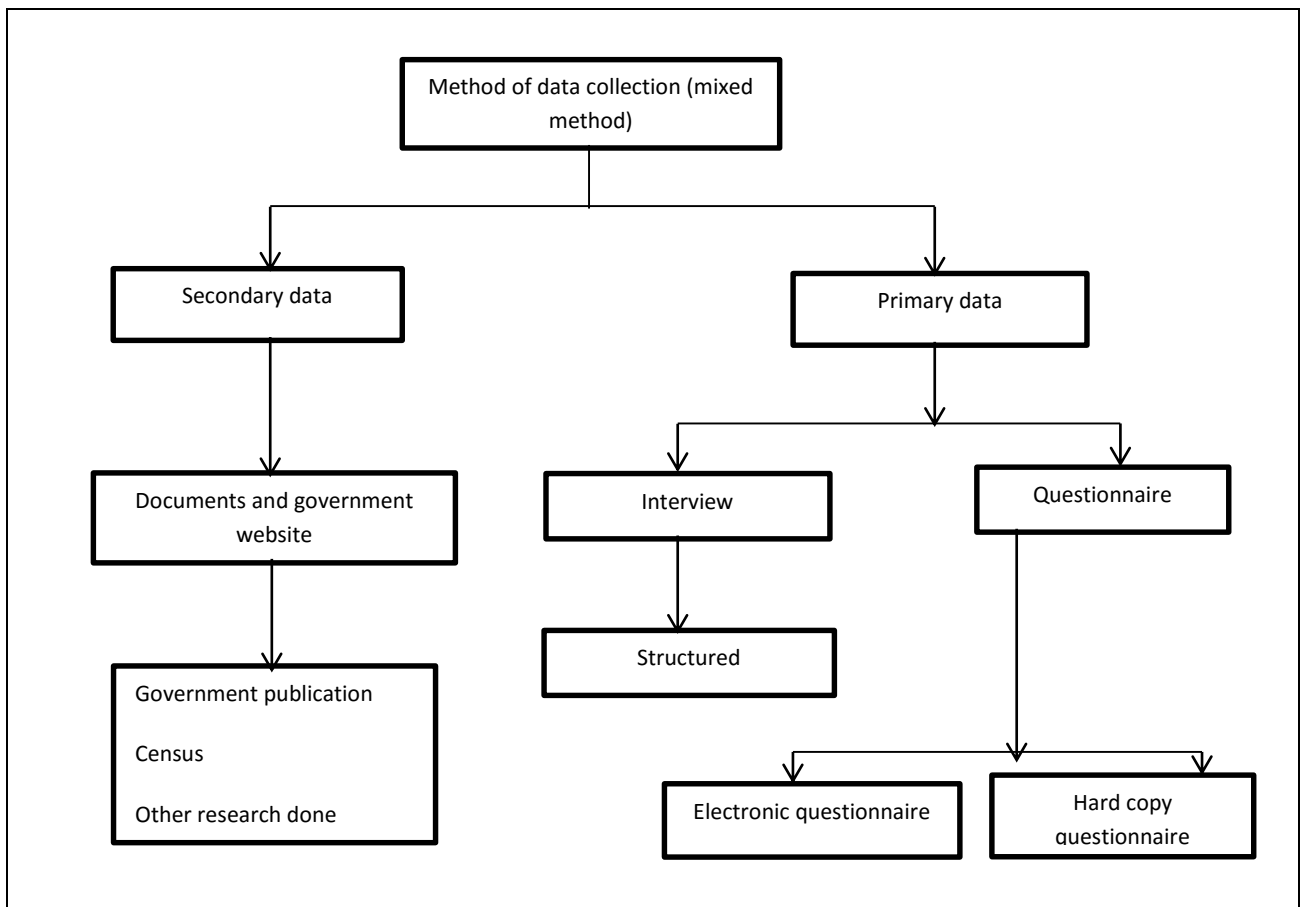 Method of data collection (mixed
method)
Secondary data
Primary data
Documents and government
website
Interview
Questionnaire
Structured
Government publication
Census
Other research done
Electronic questionnaire
Hard copy
questionnaire